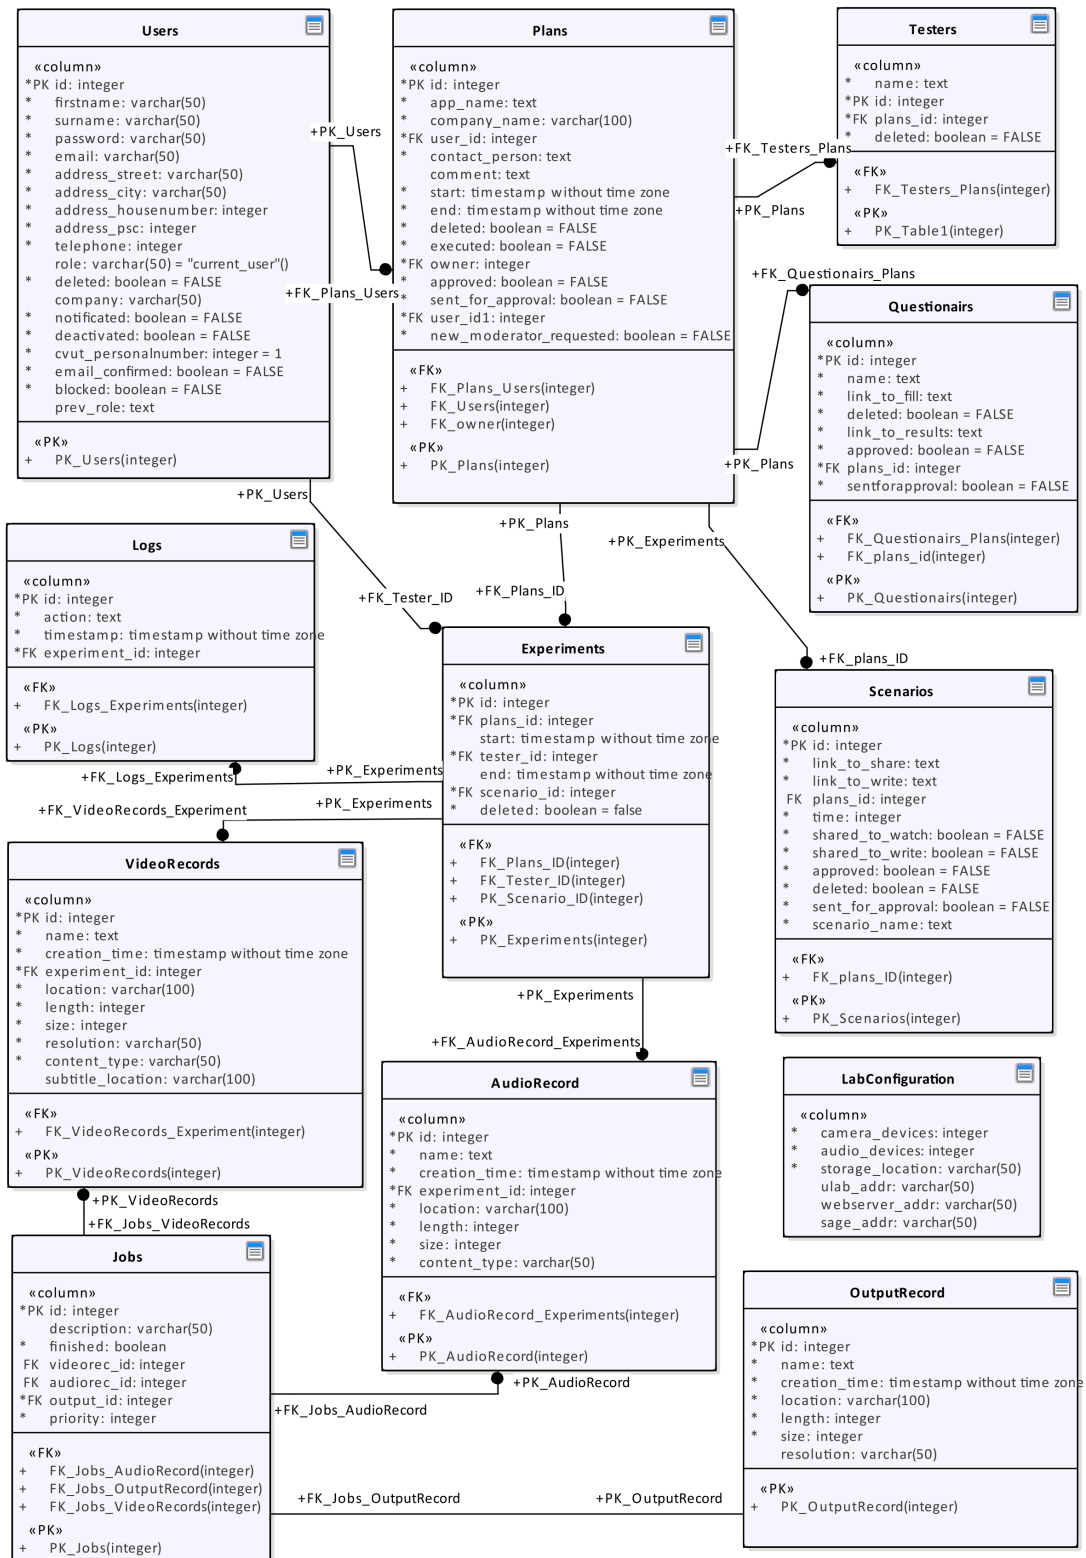 Users
«column»
*PK id: integer
* firstname: varchar(50)
* surname: varchar(50)
* password: varchar(50)
* email: varchar(50)
* address_street: varchar(50)
* address_city: varchar(50)
* address_housenumber: integer
* address_psc: integer
* telephone: integer
role: varchar(50) = "current_user"()
* deleted: boolean = FALSE
company: varchar(50)
* notificated: boolean = FALSE
* deactivated: boolean = FALSE
* cvut_personalnumber: integer = 1
* email_confirmed: boolean = FALSE
* blocked: boolean = FALSE
prev_role: text
«PK»
+ PK_Users(integer)
+PK_Users
+FK_Plans_Users
Plans
«column»
*PK id: integer
* app_name: text
* company_name: varchar(100)
*FK user_id: integer
* contact_person: text
comment: text
* start: timestamp without time zone
* end: timestamp without time zone
* deleted: boolean = FALSE
* executed: boolean = FALSE
*FK owner: integer
* approved: boolean = FALSE
* sent_for_approval: boolean = FALSE
*FK user_id1: integer
* new_moderator_requested: boolean = FALSE
«FK»
+ FK_Plans_Users(integer)
+ FK_Users(integer)
+ FK_owner(integer)
«PK»
+ PK_Plans(integer)
Testers
«column»
* name: text
*PK id: integer
*FK plans_id: integer
* deleted: boolean = FALSE
«FK»
+ FK_Testers_Plans(integer)
«PK»
+ PK_Table1(integer)
+FK_Testers_Plans
+PK_Plans
+FK_Questionairs_Plans
+PK_Plans
Questionairs
«column»
*PK id: integer
* name: text
* link_to_fill: text
* deleted: boolean = FALSE
* link_to_results: text
* approved: boolean = FALSE
*FK plans_id: integer
* sentforapproval: boolean = FALSE
«FK»
+ FK_Questionairs_Plans(integer)
+ FK_plans_id(integer)
«PK»
+ PK_Questionairs(integer)
+PK_Users
+FK_Tester_ID
+PK_Plans
+FK_Plans_ID
+PK_Experiments
+FK_plans_ID
Logs
«column»
*PK id: integer
* action: text
* timestamp: timestamp without time zone
*FK experiment_id: integer
«FK»
+ FK_Logs_Experiments(integer)
«PK»
+ PK_Logs(integer)
Experiments
«column»
*PK id: integer
*FK plans_id: integer
start: timestamp without time zone
*FK tester_id: integer
end: timestamp without time zone
*FK scenario_id: integer
* deleted: boolean = false
«FK»
+ FK_Plans_ID(integer)
+ FK_Tester_ID(integer)
+ PK_Scenario_ID(integer)
«PK»
+ PK_Experiments(integer)
Scenarios
«column»
*PK id: integer
* link_to_share: text
* link_to_write: text
FK plans_id: integer
* time: integer
* shared_to_watch: boolean = FALSE
* shared_to_write: boolean = FALSE
* approved: boolean = FALSE
* deleted: boolean = FALSE
* sent_for_approval: boolean = FALSE
* scenario_name: text
«FK»
+ FK_plans_ID(integer)
«PK»
+ PK_Scenarios(integer)
+PK_Experiments
+FK_Logs_Experiments
+PK_Experiments
+FK_VideoRecords_Experiment
VideoRecords
«column»
*PK id: integer
* name: text
* creation_time: timestamp without time zone
*FK experiment_id: integer
* location: varchar(100)
* length: integer
* size: integer
* resolution: varchar(50)
* content_type: varchar(50)
subtitle_location: varchar(100)
«FK»
+ FK_VideoRecords_Experiment(integer)
«PK»
+ PK_VideoRecords(integer)
+PK_Experiments
+FK_AudioRecord_Experiments
AudioRecord
«column»
*PK id: integer
* name: text
* creation_time: timestamp without time zone
*FK experiment_id: integer
* location: varchar(100)
* length: integer
* size: integer
* content_type: varchar(50)
«FK»
+ FK_AudioRecord_Experiments(integer)
«PK»
+ PK_AudioRecord(integer)
LabConfiguration
«column»
* camera_devices: integer
* audio_devices: integer
* storage_location: varchar(50)
ulab_addr: varchar(50)
webserver_addr: varchar(50)
sage_addr: varchar(50)
+PK_VideoRecords
+FK_Jobs_VideoRecords
Jobs
«column»
*PK id: integer
description: varchar(50)
* finished: boolean
FK videorec_id: integer
FK audiorec_id: integer
*FK output_id: integer
* priority: integer
«FK»
+ FK_Jobs_AudioRecord(integer)
+ FK_Jobs_OutputRecord(integer)
+ FK_Jobs_VideoRecords(integer)
«PK»
+ PK_Jobs(integer)
+PK_AudioRecord
+FK_Jobs_AudioRecord
+FK_Jobs_OutputRecord
+PK_OutputRecord
OutputRecord
«column»
*PK id: integer
* name: text
* creation_time: timestamp without time zone
* location: varchar(100)
* length: integer
* size: integer
resolution: varchar(50)
«PK»
+ PK_OutputRecord(integer)